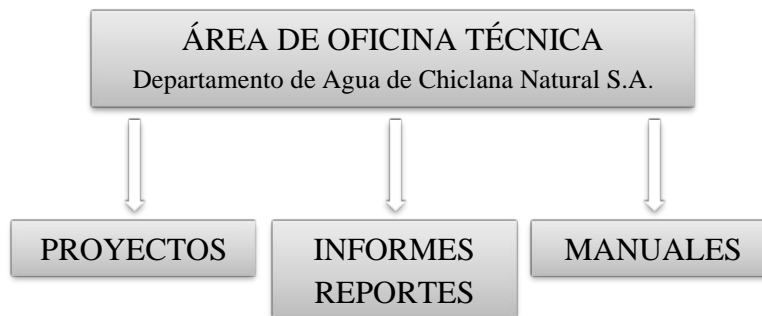 ÁREA DE OFICINA TÉCNICA
Departamento de Agua de Chiclana Natural S.A.
PROYECTOS
INFORMES
REPORTES
MANUALES